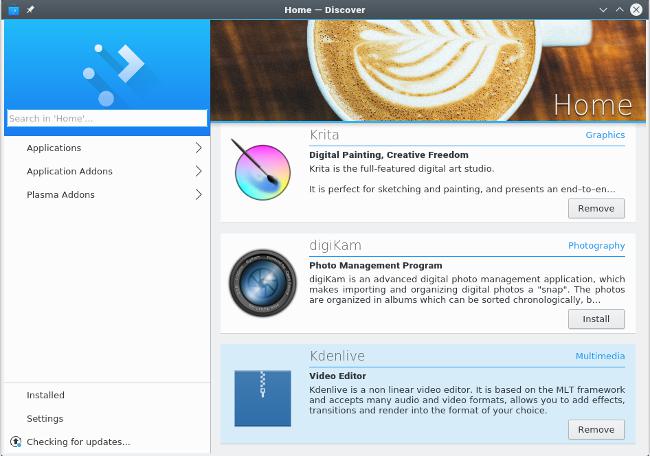 Home — Discover
Search in 'Home'...
Applications
Application Addons
Plasma Addons
Installed
Settings
Checking for updates...
Home
Krita
Graphics
Digital Painting, Creative Freedom
Krita is the full-featured digital art studio.
It is perfect for sketching and painting, and presents an end–to–en...
Remove
digiKam
Photography
Photo Management Program
digiKam is an advanced digital photo management application, which
makes importing and organizing digital photos a "snap". The photos
are organized in albums which can be sorted chronologically, b...
Install
Kdenlive
Multimedia
Video Editor
Kdenlive is a non linear video editor. It is based on the MLT framework
and accepts many audio and video formats, allows you to add effects,
transitions and render into the format of your choice.
Remove